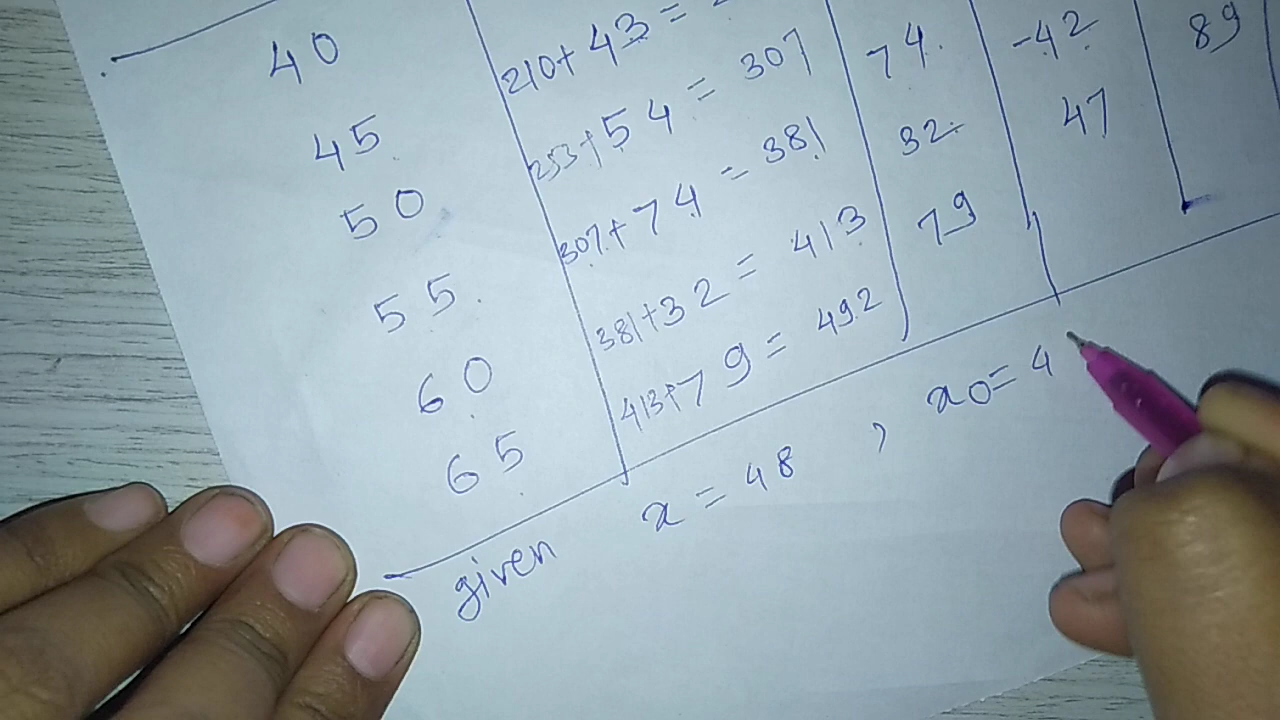 40 210+43=
45 253+54=307 74 -42 89
50 307+74=381 32 47
55 381+32=413 79
60 413+79=492
65
given x=48 , x0=4